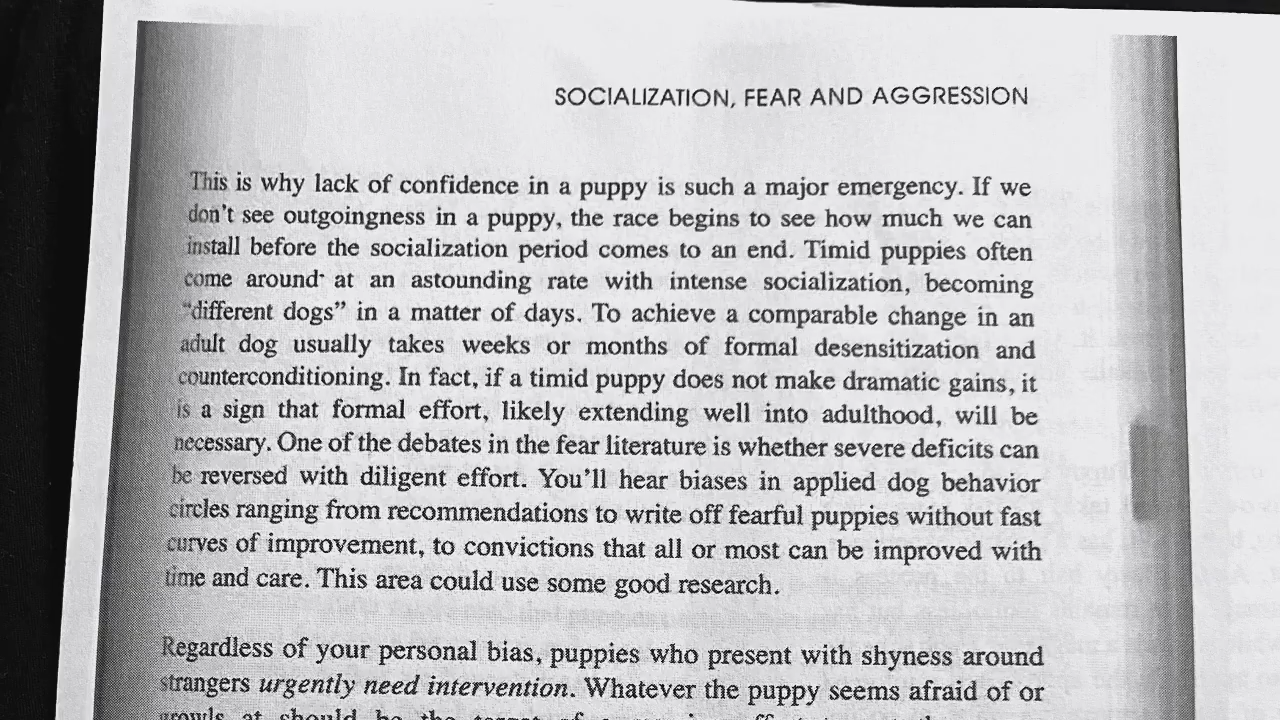 SOCIALIZATION, FEAR AND AGGRESSION
This is why lack of confidence in a puppy is such a major emergency. If we
don't see outgoingness in a puppy, the race begins to see how much we can
install before the socialization period comes to an end. Timid puppies often
come around at an astounding rate with intense socialization, becoming
"different dogs" in a matter of days. To achieve a comparable change in an
adult dog usually takes weeks or months of formal desensitization and
counterconditioning. In fact, if a timid puppy does not make dramatic gains, it
is a sign that formal effort, likely extending well into adulthood, will be
necessary. One of the debates in the fear literature is whether severe deficits can
be reversed with diligent effort. You'll hear biases in applied dog behavior
circles ranging from recommendations to write off fearful puppies without fast
curves of improvement, to convictions that all or most can be improved with
time and care. This area could use some good research.
Regardless of your personal bias, puppies who present with shyness around
strangers urgently need intervention. Whatever the puppy seems afraid of or
growls at should be the target of